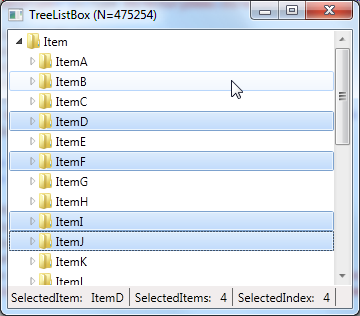 TreeListBox (N=475254)
Item
ItemA
ItemB
ItemC
ItemD
ItemE
ItemF
ItemG
ItemH
ItemI
ItemJ
ItemK
SelectedItem: ItemD SelectedItems: 4 SelectedIndex: 4